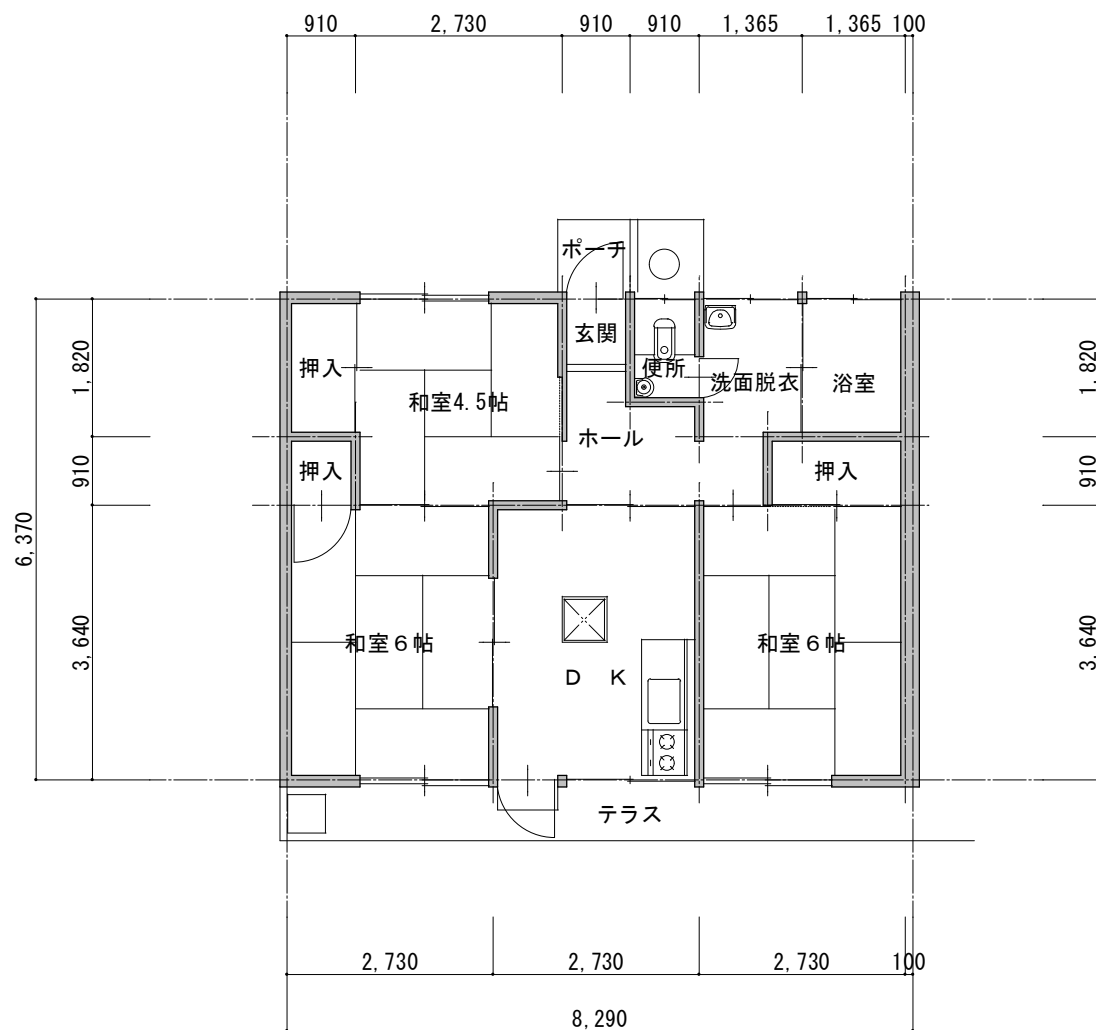 910 2,730 910 910 1,365 1,365 100
ポーチ
玄関
便所
洗面脱衣
浴室
押入
和室4.5帖
ホール
押入
押入
和室６帖
Ｄ Ｋ
和室６帖
テラス
1,820
910
3,640
6,370
1,820
910
3,640
2,730 2,730 2,730 100
8,290